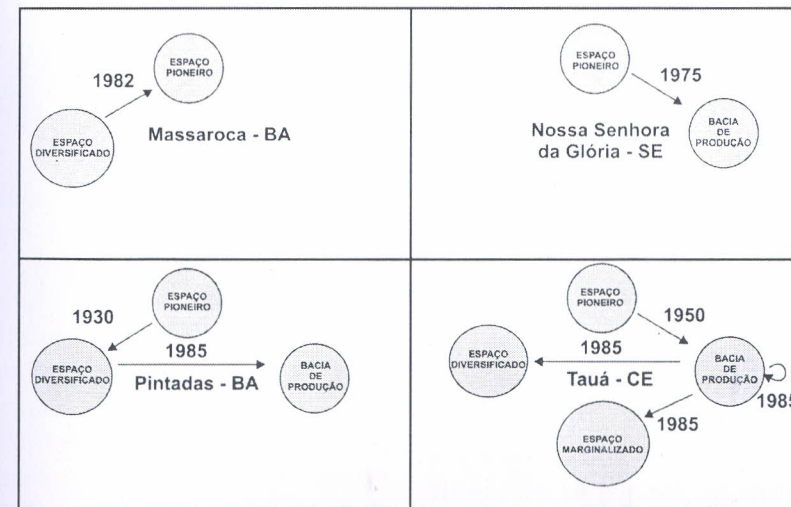 ESPAÇO
PIONEIRO
1982
ESPAÇO
DIVERSIFICADO
Massaroca - BA
ESPAÇO
PIONEIRO
1975
Nossa Senhora
da Glória - SE
BACIA
DE
PRODUÇÃO
ESPAÇO
PIONEIRO
1930
1985
ESPAÇO
DIVERSIFICADO
Pintadas - BA
BACIA
DE
PRODUÇÃO
ESPAÇO
PIONEIRO
1950
1985
ESPAÇO
DIVERSIFICADO
Tauá - CE
BACIA
DE
PRODUÇÃO
1985
1985
ESPAÇO
MARGINALIZADO